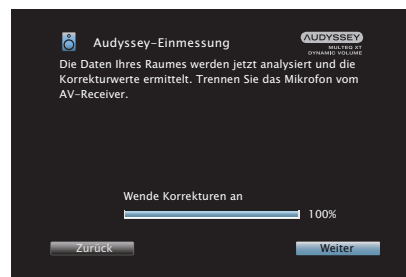 Audyssey-Einmessung
AUDYSSEY
MULTEQ XT
DYNAMIC VOLUME
Die Daten Ihres Raumes werden jetzt analysiert und die
Korrekturwerte ermittelt. Trennen Sie das Mikrofon vom
AV-Receiver.
Wende Korrekturen an
100%
Zurück
Weiter